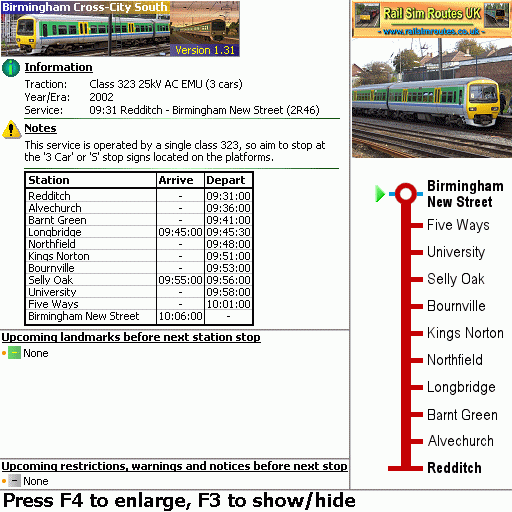 Birmingham Cross-City South
Version 1.31
Rail Sim Routes UK
- www.railsimroutes.co.uk -
Information
Traction: Class 323 25kV AC EMU (3 cars)
Year/Era: 2002
Service: 09:31 Redditch - Birmingham New Street (2R46)
Notes
This service is operated by a single class 323, so aim to stop at
the '3 Car' or 'S' stop signs located on the platforms.
Station Arrive Depart
Redditch - 09:31:00
Alvechurch - 09:36:00
Barnt Green - 09:41:00
Longbridge 09:45:00 09:45:30
Northfield - 09:48:00
Kings Norton - 09:51:00
Bournville - 09:53:00
Selly Oak 09:55:00 09:56:00
University - 09:58:00
Five Ways - 10:01:00
Birmingham New Street 10:06:00 -
Upcoming landmarks before next station stop
None
Upcoming restrictions, warnings and notices before next stop
None
Birmingham
New Street
Five Ways
University
Selly Oak
Bournville
Kings Norton
Northfield
Longbridge
Barnt Green
Alvechurch
Redditch
Press F4 to enlarge, F3 to show/hide